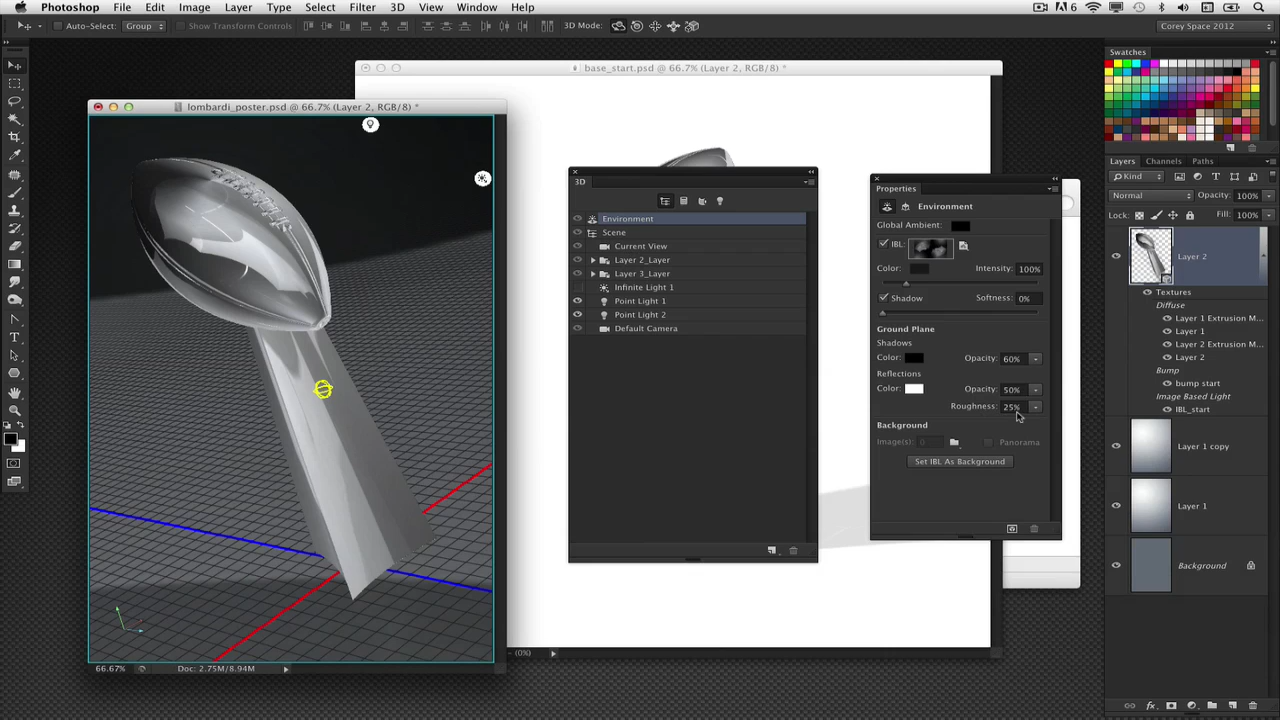 Photoshop File Edit Image Layer Type Select Filter 3D View Window Help
6
Auto-Select: Group Show Transform Controls 3D Mode: Corey Space 2012
base_start.psd @ 66.7% (Layer 2, RGB/8) *
lombardi_poster.psd @ 66.7% (Layer 2, RGB/8) *
66.67% Doc: 2.75M/8.94M
(0%)
3D
Environment
Scene
Current View
Layer 2_Layer
Layer 3_Layer
Infinite Light 1
Point Light 1
Point Light 2
Default Camera
Properties
Environment
Global Ambient:
IBL:
Color: Intensity: 100%
Shadow Softness: 0%
Ground Plane
Shadows
Color: Opacity: 60%
Reflections
Color: Opacity: 50%
Roughness: 25%
Background
Image(s): 0 Panorama
Set IBL As Background
Swatches
Layers Channels Paths
Kind
Normal Opacity: 100%
Lock: Fill: 100%
Layer 2
Textures
Diffuse
Layer 1 Extrusion M...
Layer 1
Layer 2 Extrusion M...
Layer 2
Bump
bump start
Image Based Light
IBL_start
Layer 1 copy
Layer 1
Background